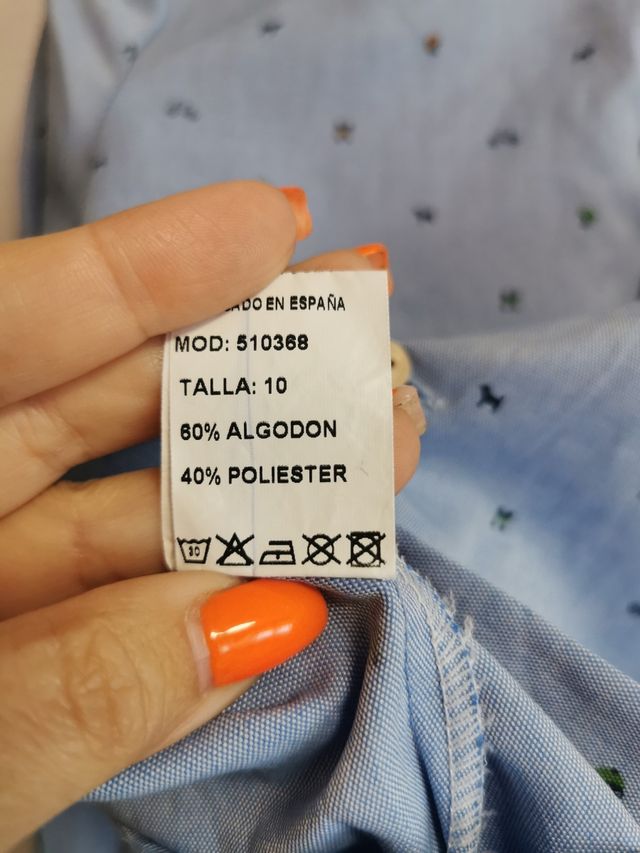 EN ESPAÑA
MOD: 510368
TALLA: 10
60% ALGODON
40% POLIESTER
30